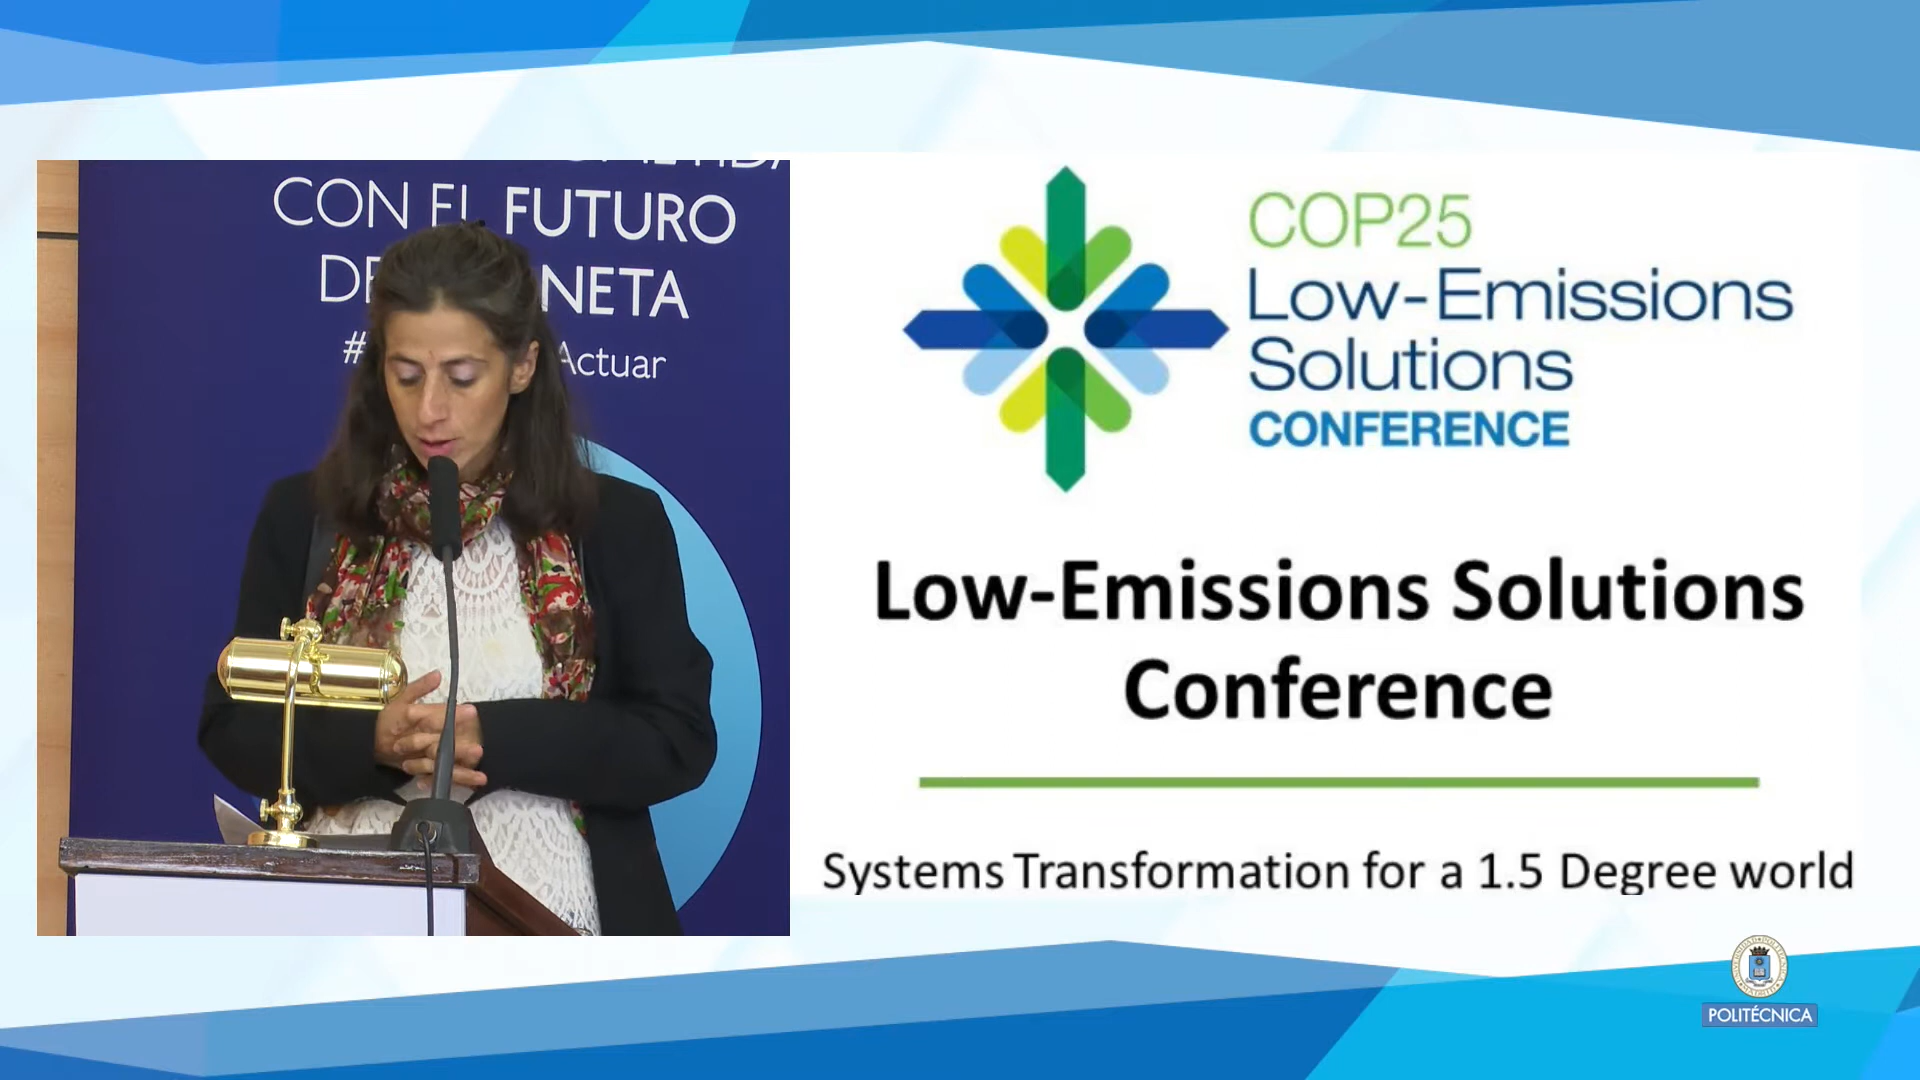 CON EL FUTURO
NETA
#
Actuar
COP25
Low-Emissions
Solutions
CONFERENCE
Low-Emissions Solutions
Conference
Systems Transformation for a 1.5 Degree world
POLITÉCNICA